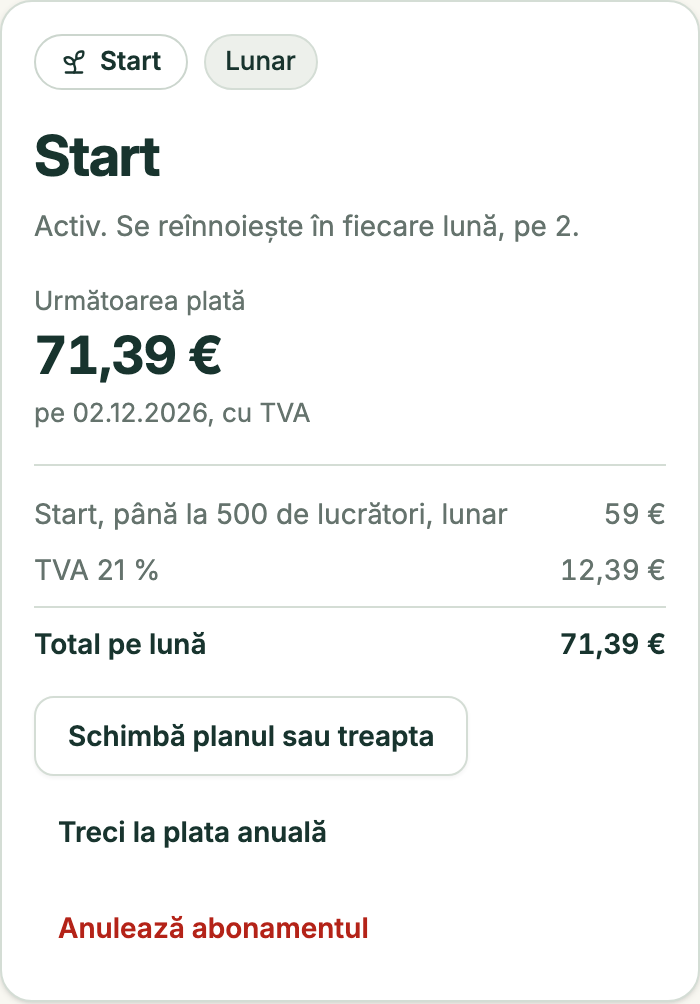 Start
Lunar
Start
Activ. Se reînnoiește în fiecare lună, pe 2.
Următoarea plată
71,39 €
pe 02.12.2026, cu TVA
Start, până la 500 de lucrători, lunar 59 €
TVA 21 % 12,39 €
Total pe lună 71,39 €
Schimbă planul sau treapta
Treci la plata anuală
Anulează abonamentul